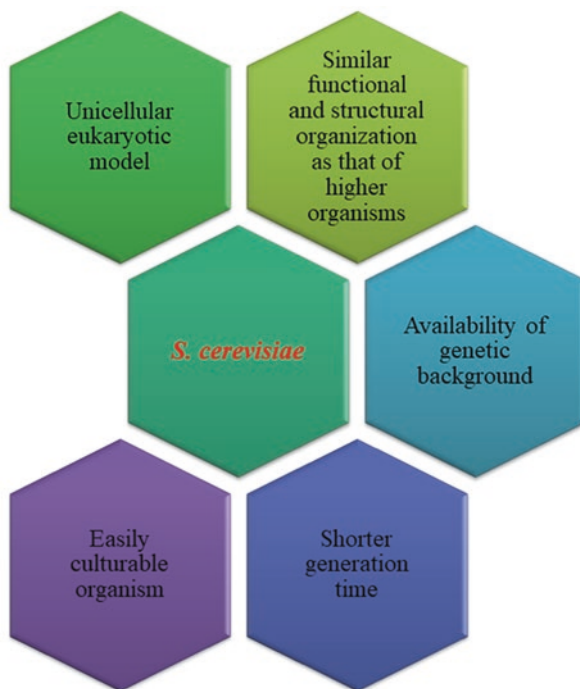 Unicellular
eukaryotic
model
Similar
functional
and structural
organization
as that of
higher
organisms
S. cerevisiae
Availability of
genetic
background
Easily
culturable
organism
Shorter
generation
time